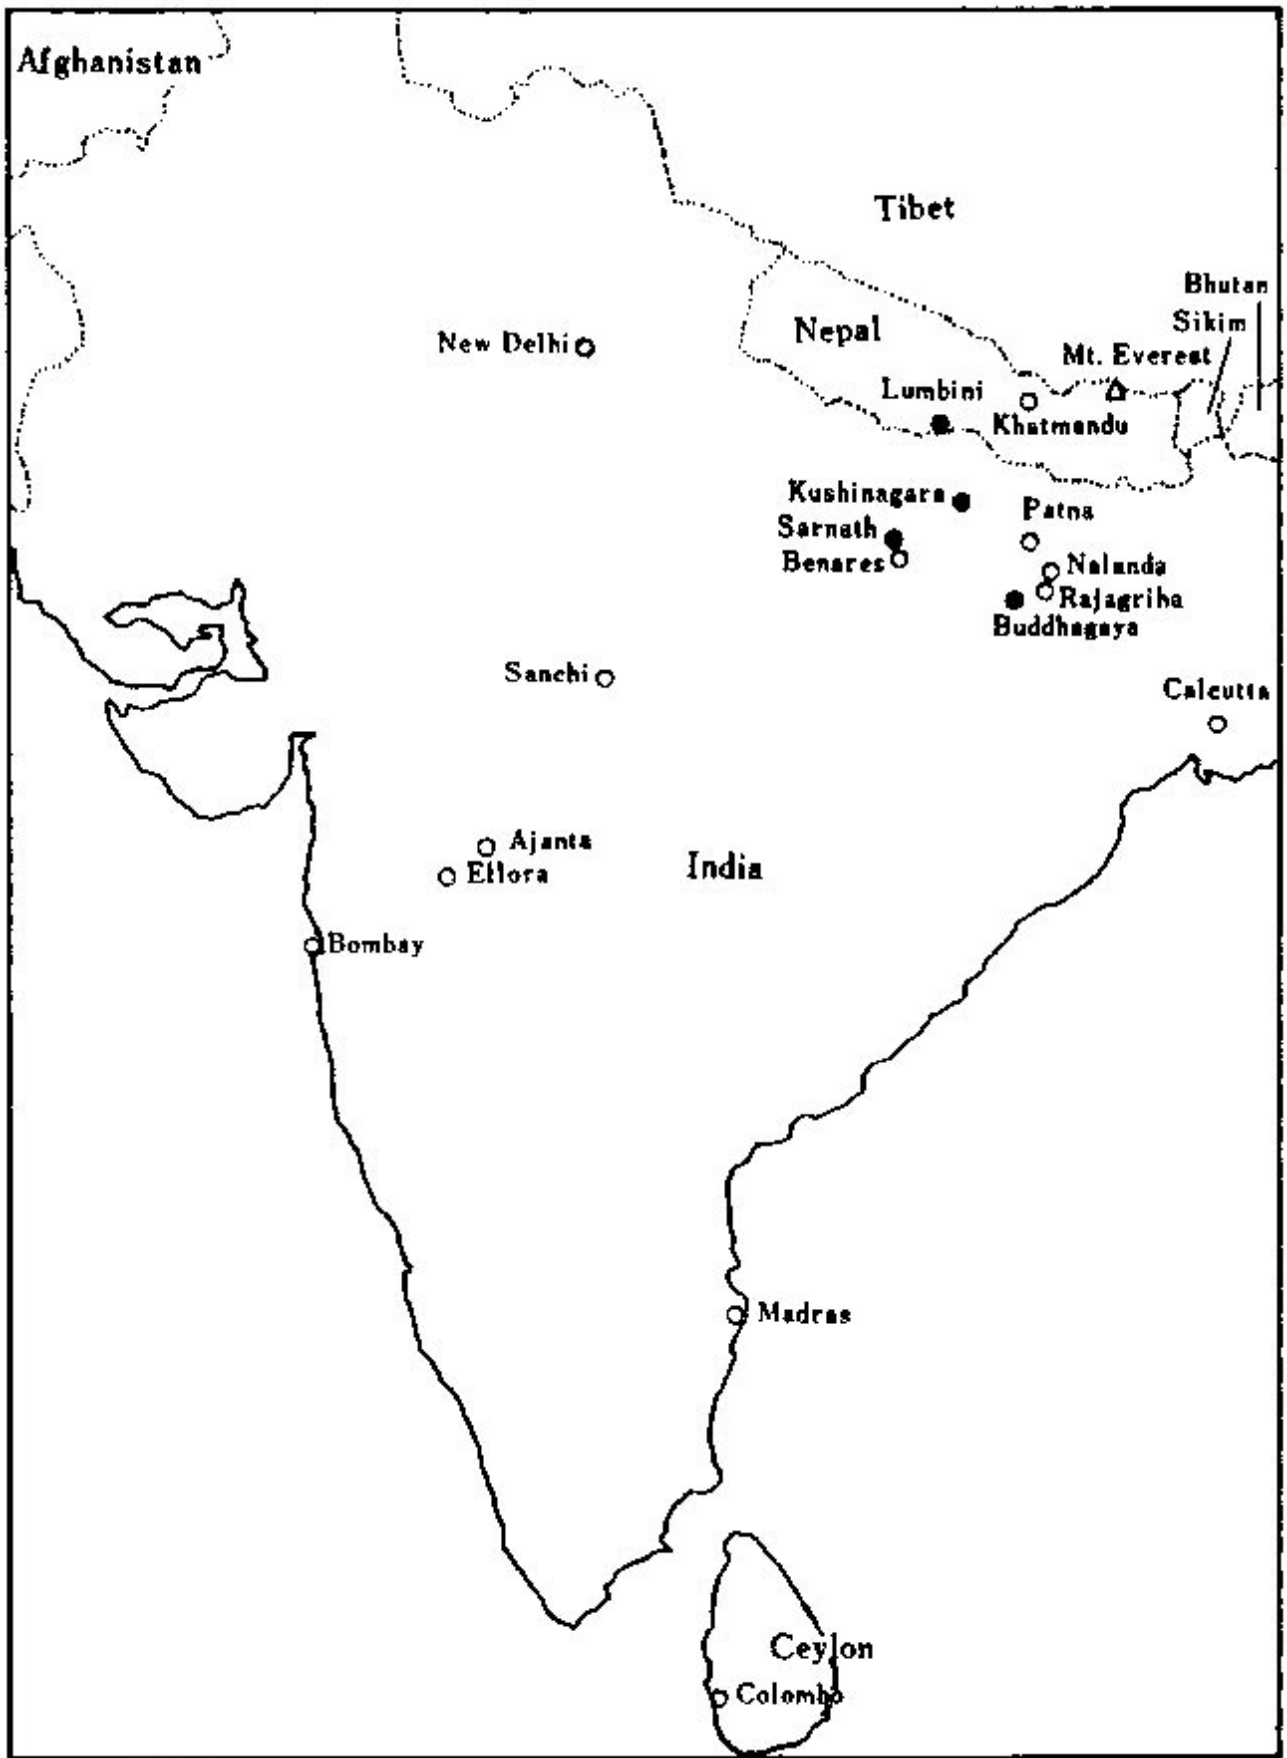 Afghanistan
Tibet
Bhutan
Sikim
Nepal
New Delhi
Mt. Everest
Lumbini
Khatmandu
Kushinagara
Patna
Sarnath
Benares
Nalanda
Rajagriha
Buddhagaya
Sanchi
Calcutta
Ajanta
Ellora
India
Bombay
Madras
Ceylon
Colombo